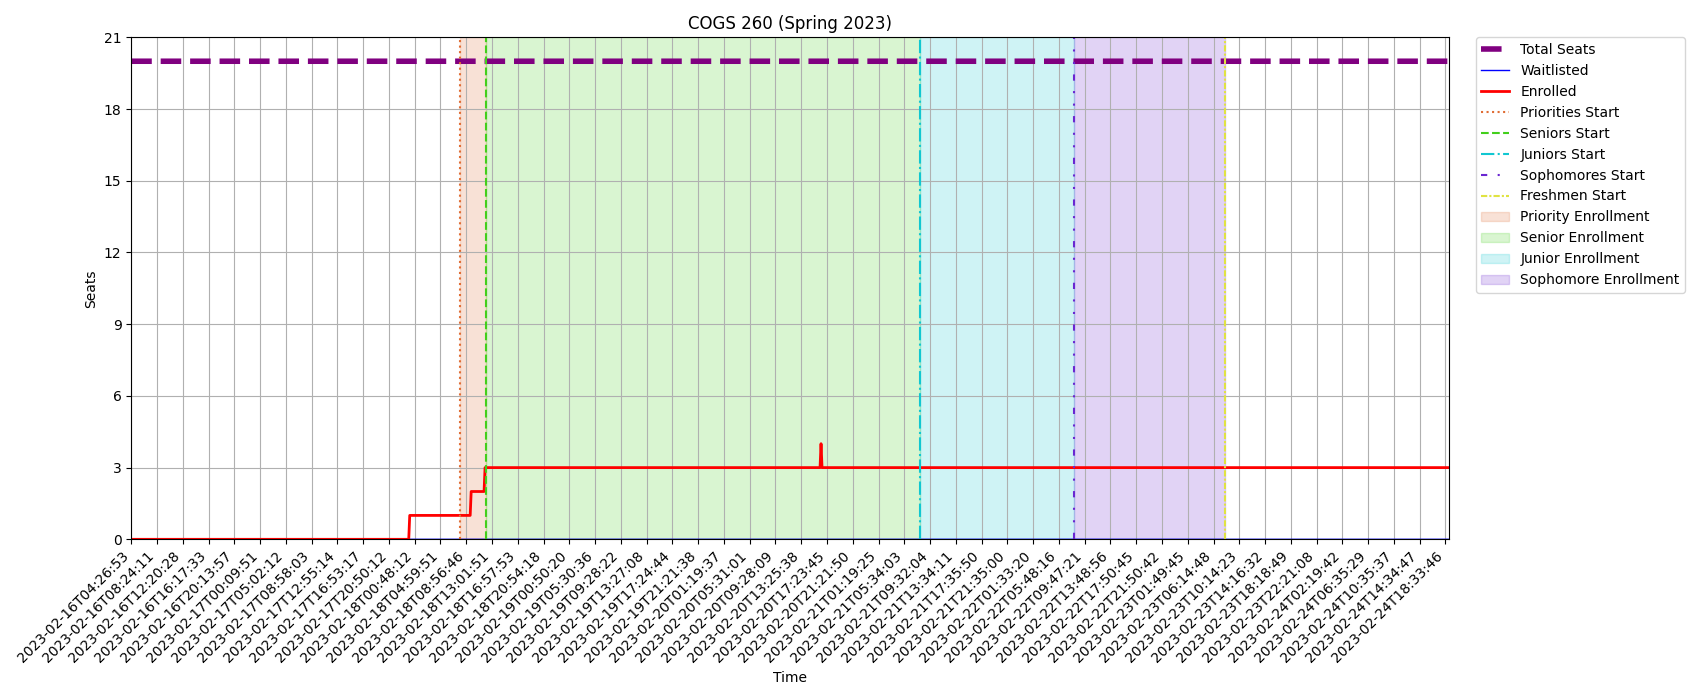 COGS 260 (Spring 2023)
21
18
15
12
9
6
3
0
Seats
2023-02-16T04:26:53
2023-02-16T08:24:11
2023-02-16T12:20:28
2023-02-16T16:17:33
2023-02-16T20:13:57
2023-02-17T00:09:51
2023-02-17T05:02:12
2023-02-17T08:58:03
2023-02-17T12:55:14
2023-02-17T16:53:17
2023-02-17T20:50:12
2023-02-18T00:48:12
2023-02-18T04:59:51
2023-02-18T08:56:46
2023-02-18T13:01:51
2023-02-18T16:57:53
2023-02-18T20:54:18
2023-02-19T00:50:20
2023-02-19T05:30:36
2023-02-19T09:28:22
2023-02-19T13:27:08
2023-02-19T17:24:44
2023-02-19T21:21:38
2023-02-20T01:19:37
2023-02-20T05:31:01
2023-02-20T09:28:09
2023-02-20T13:25:38
2023-02-20T17:23:45
2023-02-20T21:21:50
2023-02-21T01:19:25
2023-02-21T05:34:03
2023-02-21T09:32:04
2023-02-21T13:34:11
2023-02-21T17:35:50
2023-02-21T21:35:00
2023-02-22T01:33:20
2023-02-22T05:48:16
2023-02-22T09:47:21
2023-02-22T13:48:56
2023-02-22T17:50:45
2023-02-22T21:50:42
2023-02-23T01:49:45
2023-02-23T06:14:48
2023-02-23T10:14:23
2023-02-23T14:16:32
2023-02-23T18:18:49
2023-02-23T22:21:08
2023-02-24T02:19:42
2023-02-24T06:35:29
2023-02-24T10:35:37
2023-02-24T14:34:47
2023-02-24T18:33:46
Time
Total Seats
Waitlisted
Enrolled
Priorities Start
Seniors Start
Juniors Start
Sophomores Start
Freshmen Start
Priority Enrollment
Senior Enrollment
Junior Enrollment
Sophomore Enrollment